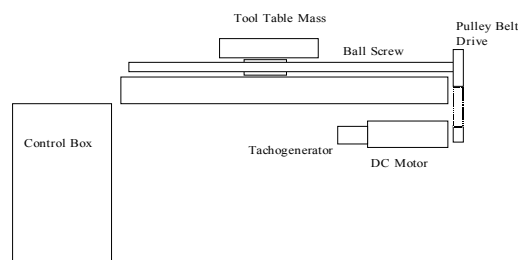 Tool Table Mass
Pulley Belt
Drive
Ball Screw
Control Box
Tachogenerator
DC Motor